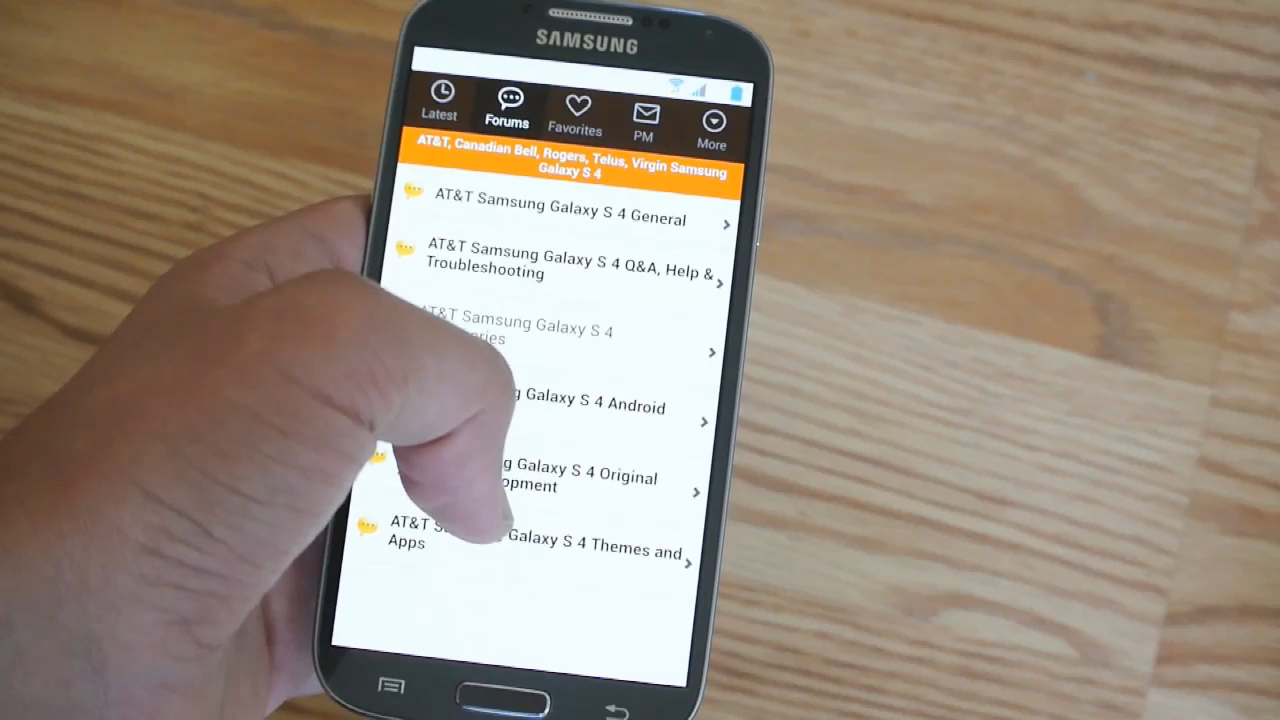 SAMSUNG
Latest
Forums
Favorites
PM
More
AT&T, Canadian Bell, Rogers, Telus, Virgin Samsung
Galaxy S 4
AT&T Samsung Galaxy S 4 General
AT&T Samsung Galaxy S 4 Q&A, Help &
Troubleshooting
AT&T Samsung Galaxy S 4
Galaxy S 4 Android
Galaxy S 4 Original
AT&T Galaxy S 4 Themes and
Apps